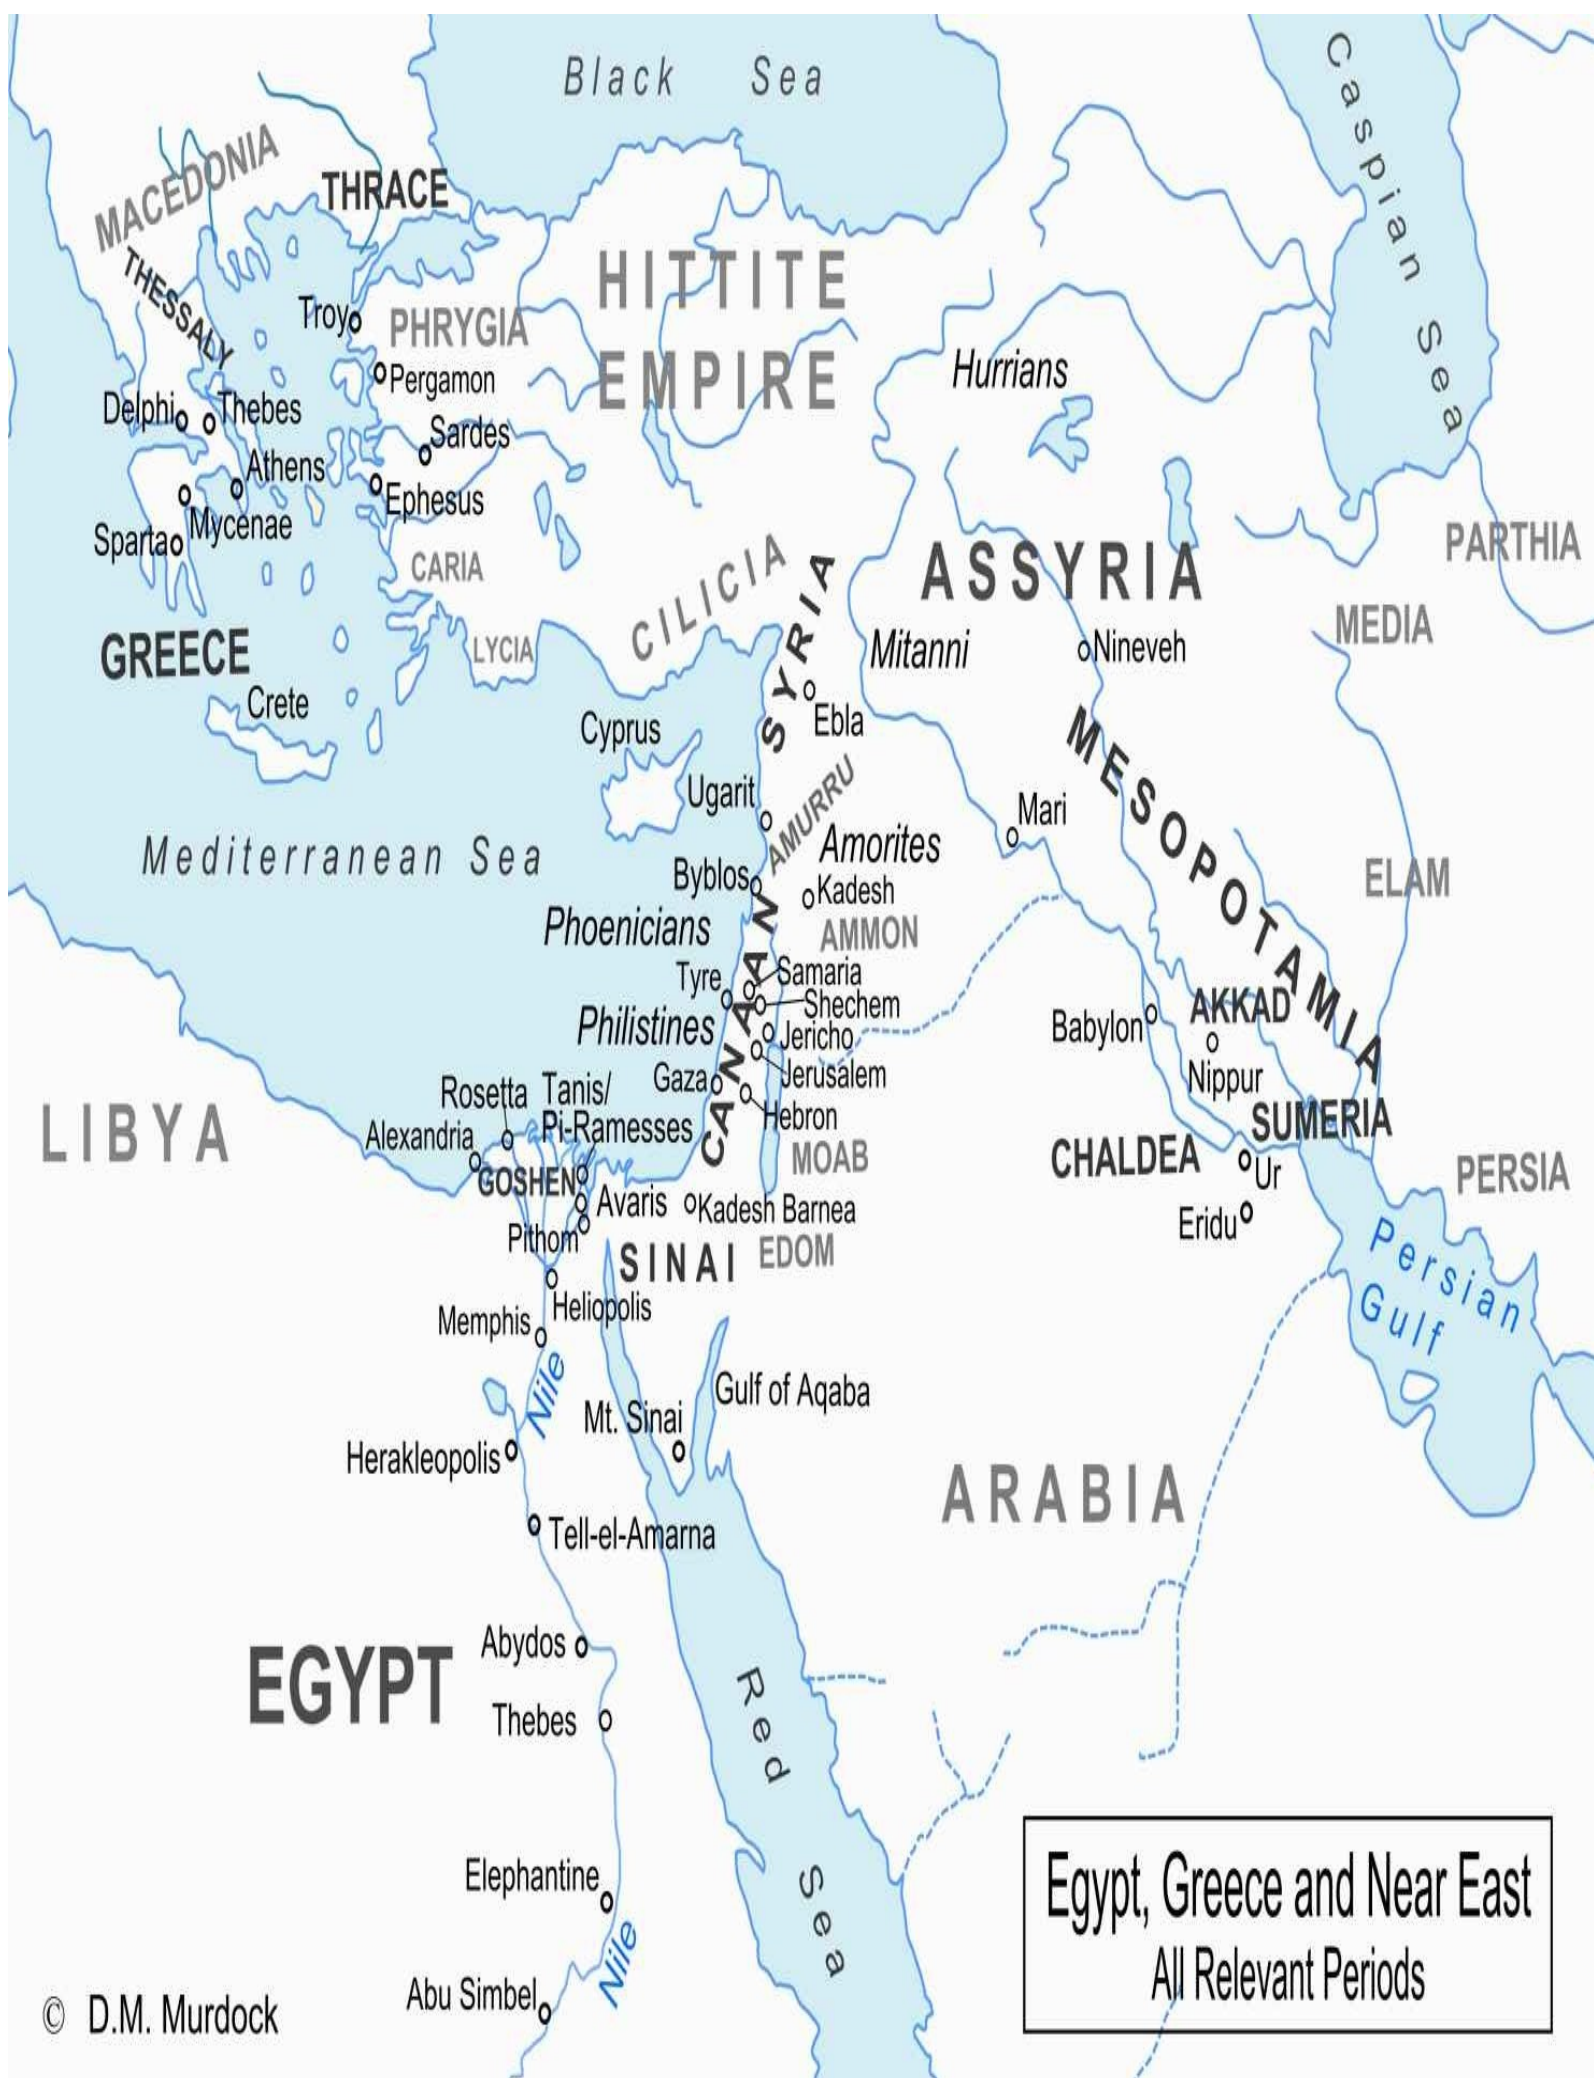 Black Sea
Caspian Sea
MACEDONIA
THRACE
THESSALY
HITTITE
EMPIRE
Troy
PHRYGIA
Pergamon
Hurrians
Delphi
Thebes
Sardes
Athens
Ephesus
Mycenae
Sparta
CARIA
CILICIA
SYRIA
ASSYRIA
PARTHIA
MEDIA
GREECE
LYCIA
Mitanni
Nineveh
Crete
Cyprus
Ebla
MESOPOTAMIA
Ugarit
AMURRU
Mari
Mediterranean Sea
Amorites
Byblos
Kadesh
ELAM
Phoenicians
CANAAN
AMMON
Tyre
Samaria
Shechem
Philistines
Jericho
Babylon
AKKAD
Gaza
Jerusalem
Nippur
Rosetta
Tanis/
Pi-Ramesses
Hebron
SUMERIA
LIBYA
Alexandria
MOAB
CHALDEA
Ur
PERSIA
GOSHEN
Avaris
Kadesh Barnea
Eridu
Pithom
SINAI
EDOM
Persian
Gulf
Heliopolis
Memphis
Nile
Gulf of Aqaba
Mt. Sinai
Herakleopolis
ARABIA
Tell-el-Amarna
Abydos
EGYPT
Thebes
Red Sea
Elephantine
Nile
Abu Simbel
Egypt, Greece and Near East
All Relevant Periods
© D.M. Murdock